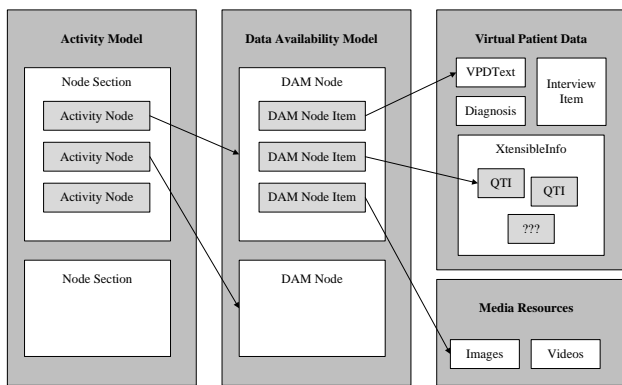 Activity Model
Node Section
Activity Node
Activity Node
Activity Node
Node Section
Data Availability Model
DAM Node
DAM Node Item
DAM Node Item
DAM Node Item
DAM Node
Virtual Patient Data
VPDText
Diagnosis
Interview
Item
XtensibleInfo
QTI
QTI
???
Media Resources
Images
Videos